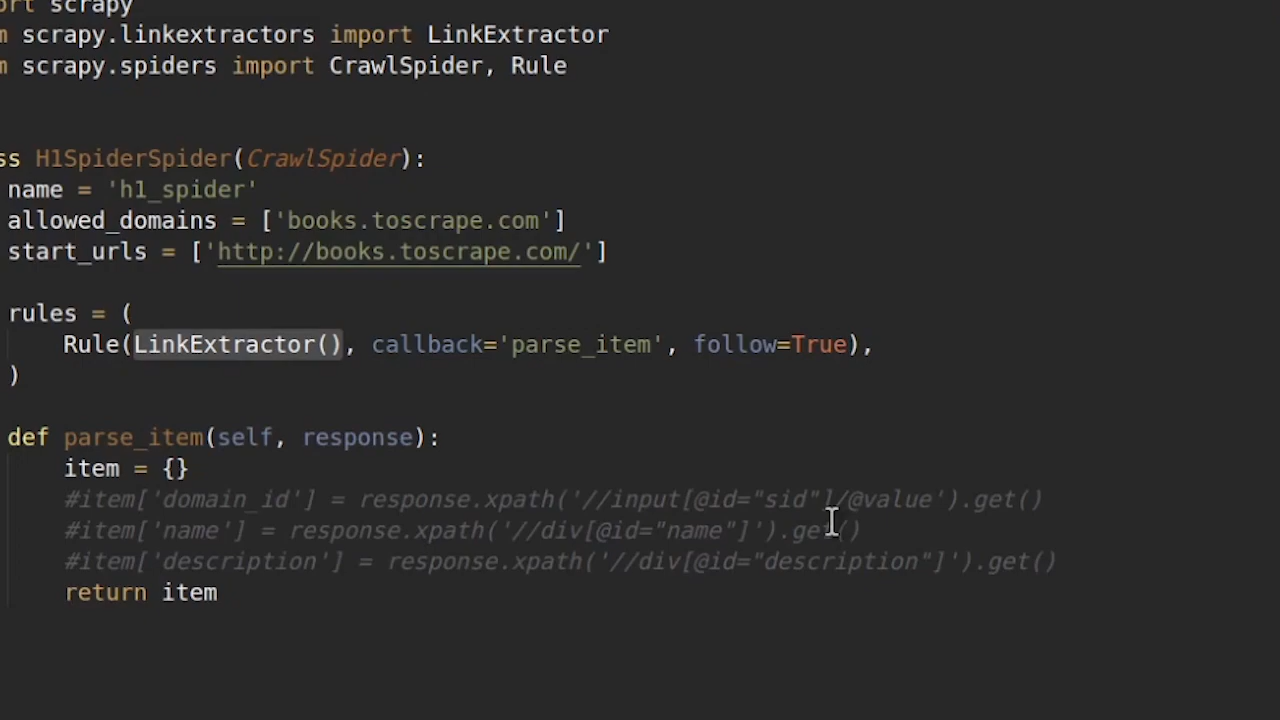 ort scrapy
m scrapy.linkextractors import LinkExtractor
m scrapy.spiders import CrawlSpider, Rule
ss H1SpiderSpider(CrawlSpider):
name = 'h1_spider'
allowed_domains = ['books.toscrape.com']
start_urls = ['http://books.toscrape.com/']
rules = (
Rule(LinkExtractor(), callback='parse_item', follow=True),
)
def parse_item(self, response):
item = {}
#item['domain_id'] = response.xpath('//input[@id="sid"]/@value').get()
#item['name'] = response.xpath('//div[@id="name"]').get()
#item['description'] = response.xpath('//div[@id="description"]').get()
return item